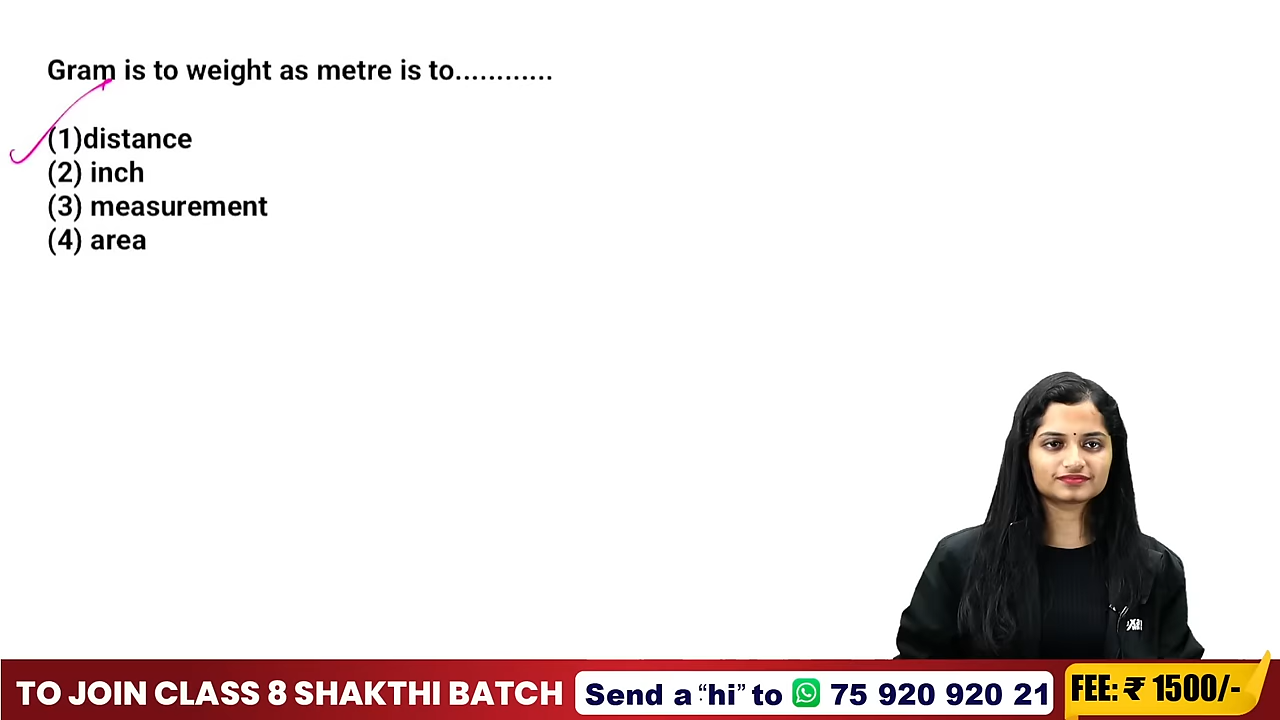 Gram is to weight as metre is to............
(1)distance
(2) inch
(3) measurement
(4) area
TO JOIN CLASS 8 SHAKTHI BATCH
Send a “hi” to 75 920 920 21
FEE: ₹ 1500/-